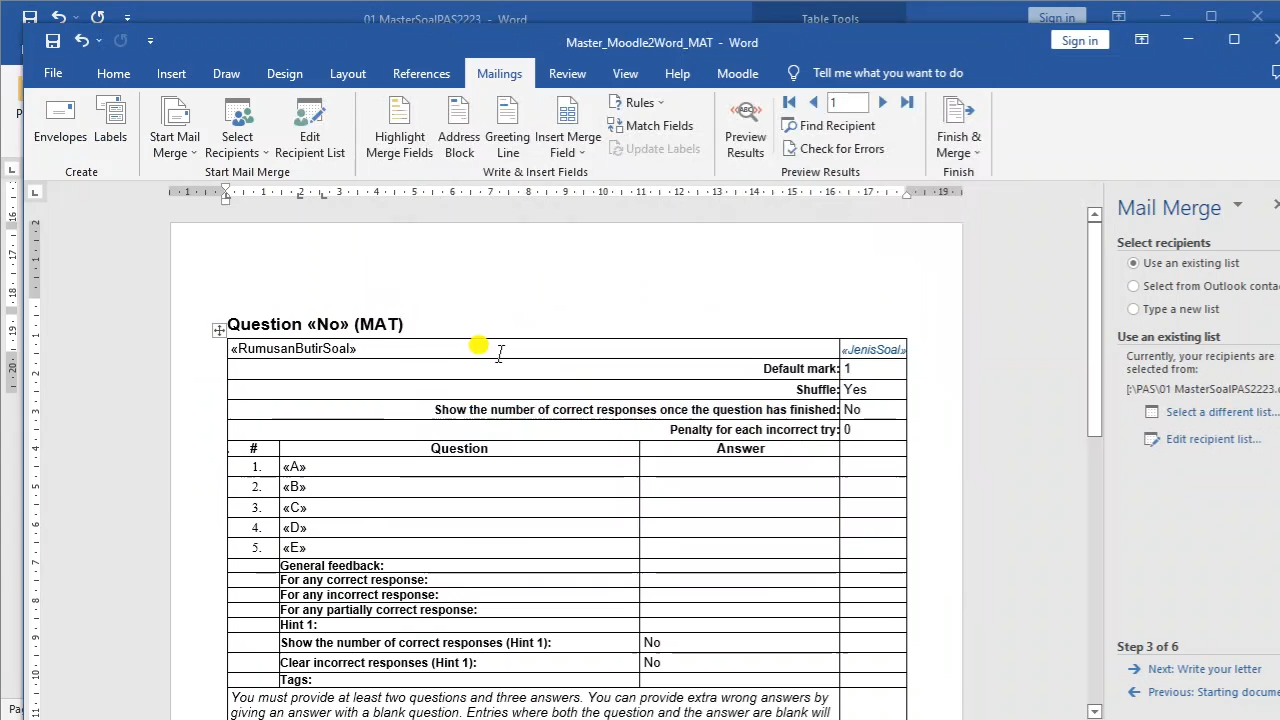 01 MasterSoalPAS2223 - Word
Table Tools
Sign in
Master_Moodle2Word_MAT - Word
Sign in
File Home Insert Draw Design Layout References Mailings Review View Help Moodle Tell me what you want to do
Envelopes
Labels
Create
Start Mail Merge
Select Recipients
Edit Recipient List
Start Mail Merge
Highlight Merge Fields
Address Block
Greeting Line
Insert Merge Field
Rules
Match Fields
Update Labels
Write & Insert Fields
ABC
Preview Results
1
Find Recipient
Check for Errors
Preview Results
Finish & Merge
Finish
Mail Merge
Select recipients
Use an existing list
Select from Outlook conta
Type a new list
Use an existing list
Currently, your recipients are
selected from:
[:\PAS\01 MasterSoalPAS2223.
Select a different list...
Edit recipient list...
Step 3 of 6
Next: Write your letter
Previous: Starting docume
Question «No» (MAT)
«RumusanButirSoal» «JenisSoal»
Default mark: 1
Shuffle: Yes
Show the number of correct responses once the question has finished: No
Penalty for each incorrect try: 0
# Question Answer
1. «A»
2. «B»
3. «C»
4. «D»
5. «E»
General feedback:
For any correct response:
For any incorrect response:
For any partially correct response:
Hint 1:
Show the number of correct responses (Hint 1): No
Clear incorrect responses (Hint 1): No
Tags:
You must provide at least two questions and three answers. You can provide extra wrong answers by
giving an answer with a blank question. Entries where both the question and the answer are blank will